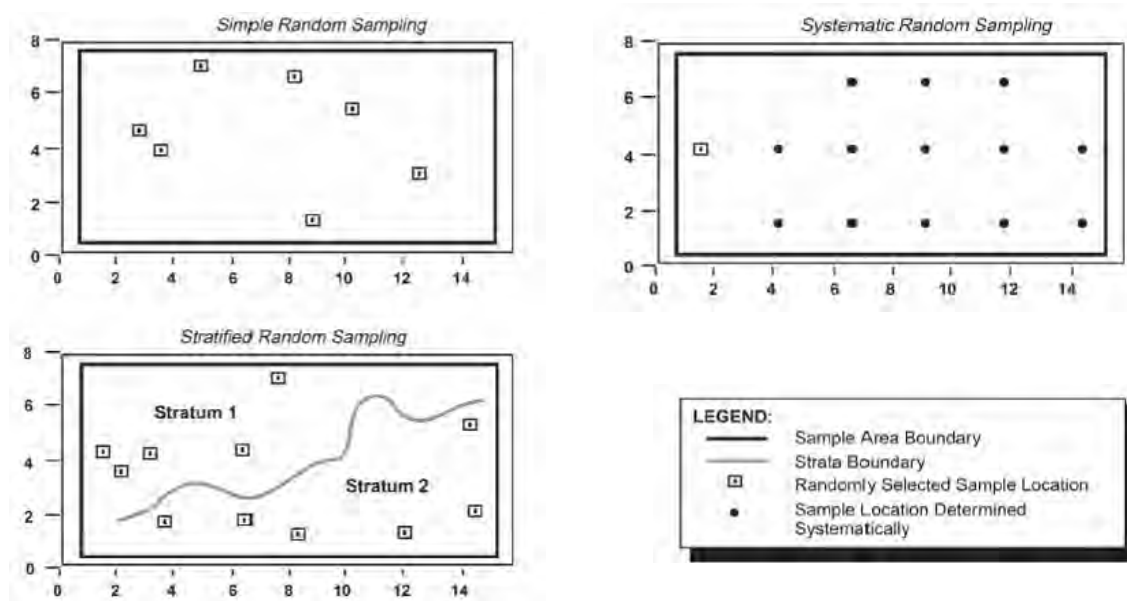 Simple Random Sampling
8
6
4
2
0
0 2 4 6 8 10 12 14
Systematic Random Sampling
8
6
4
2
0
0 2 4 6 8 10 12 14
Stratified Random Sampling
8
6
4
2
0
Stratum 1
Stratum 2
0 2 4 6 8 10 12 14
LEGEND:
Sample Area Boundary
Strata Boundary
Randomly Selected Sample Location
Sample Location Determined
Systematically